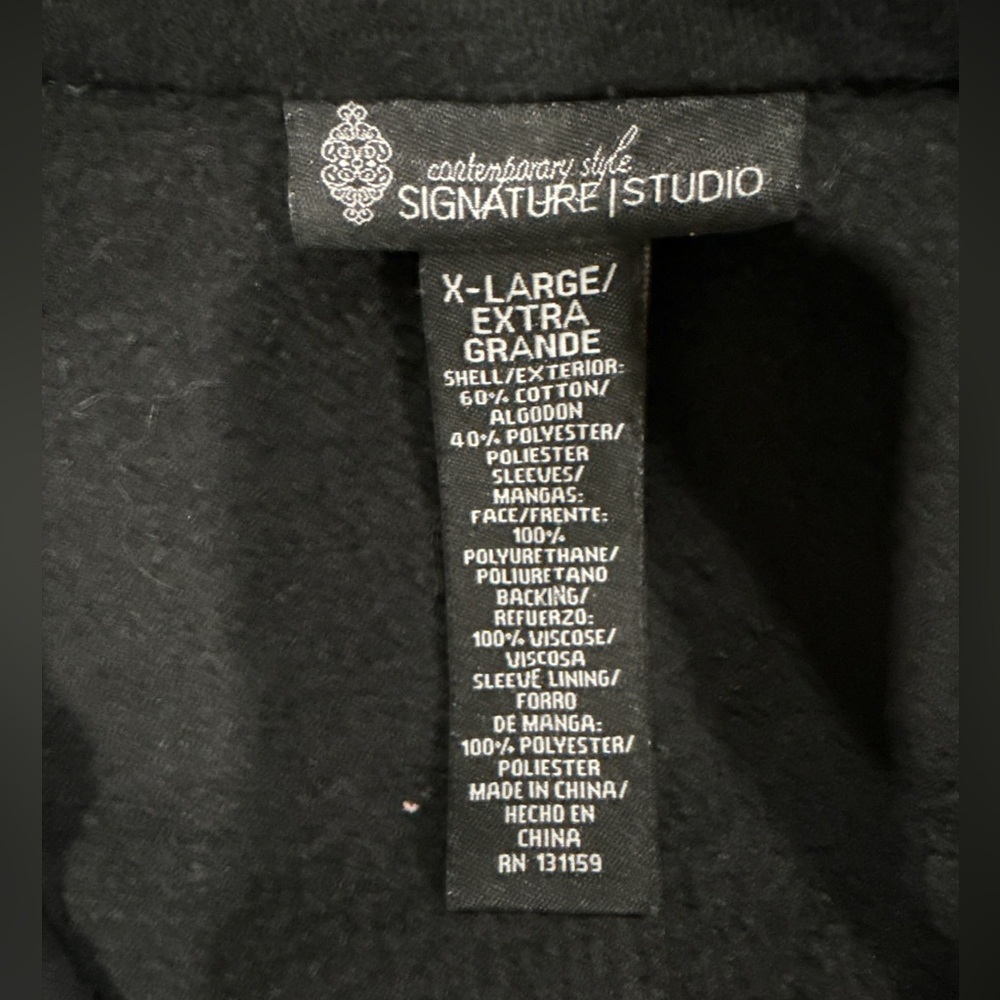 contemporary style
SIGNATURE | STUDIO
X-LARGE/
EXTRA
GRANDE
SHELL/EXTERIOR:
60% COTTON/
ALGODON
40% POLYESTER/
POLIESTER
SLEEVES/
MANGAS:
FACE/FRENTE:
100%
POLYURETHANE/
POLIURETANO
BACKING/
REFUERZO:
100% VISCOSE/
VISCOSA
SLEEVE LINING/
FORRO
DE MANGA:
100% POLYESTER/
POLIESTER
MADE IN CHINA/
HECHO EN
CHINA
RN 131159